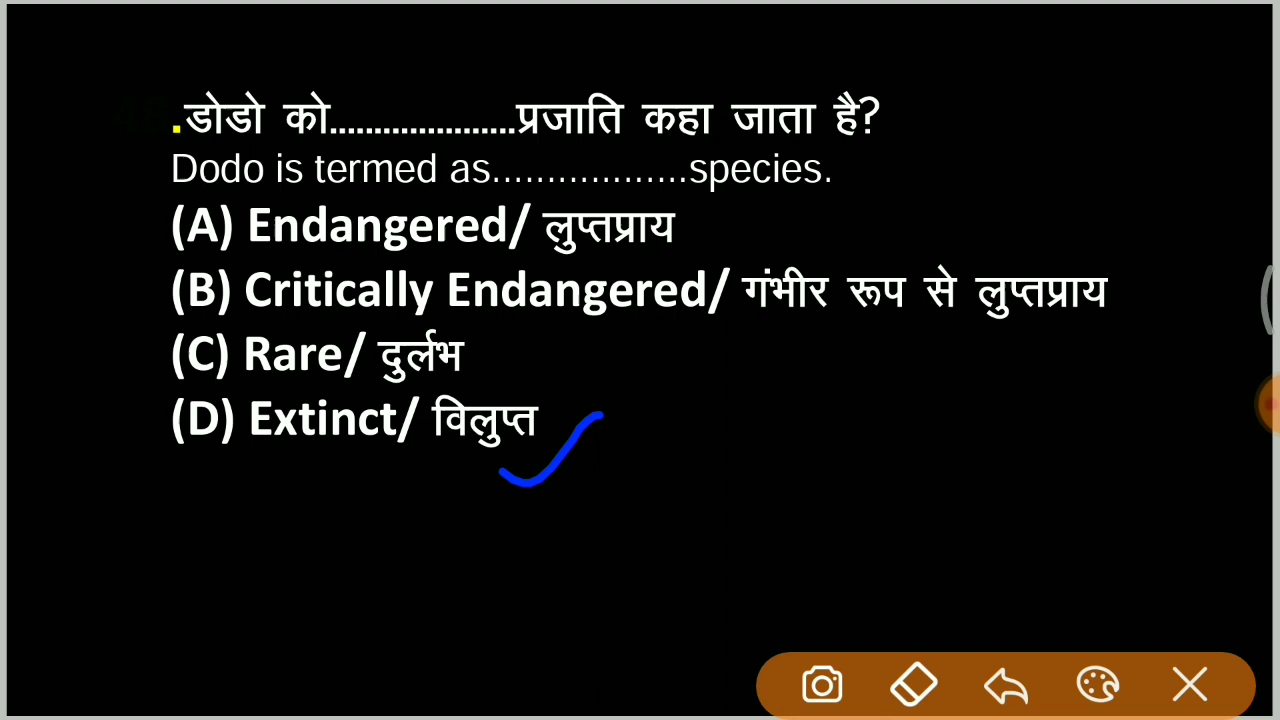 .डोडो को.....................प्रजाति कहा जाता है?
Dodo is termed as..................species.
(A) Endangered/ लुप्तप्राय
(B) Critically Endangered/ गंभीर रूप से लुप्तप्राय
(C) Rare/ दुर्लभ
(D) Extinct/ विलुप्त